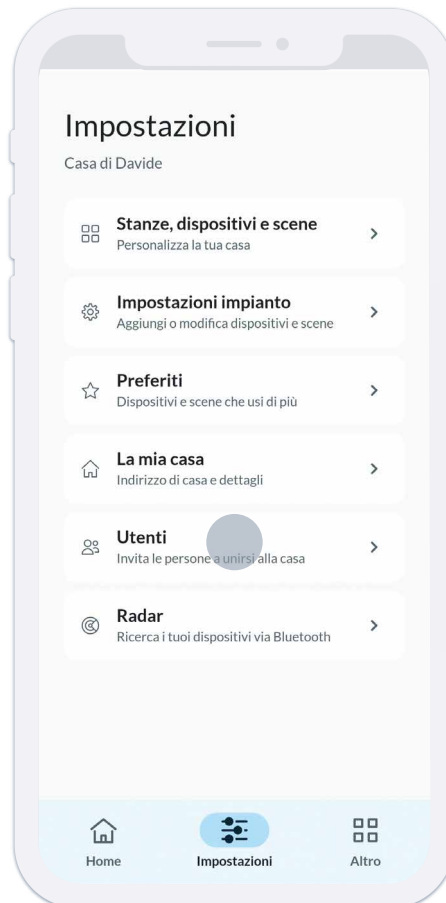 Impostazioni
Casa di Davide
Stanze, dispositivi e scene
Personalizza la tua casa
Impostazioni impianto
Aggiungi o modifica dispositivi e scene
Preferiti
Dispositivi e scene che usi di più
La mia casa
Indirizzo di casa e dettagli
Utenti
Invita le persone a unirsi alla casa
Radar
Ricerca i tuoi dispositivi via Bluetooth
Home
Impostazioni
Altro